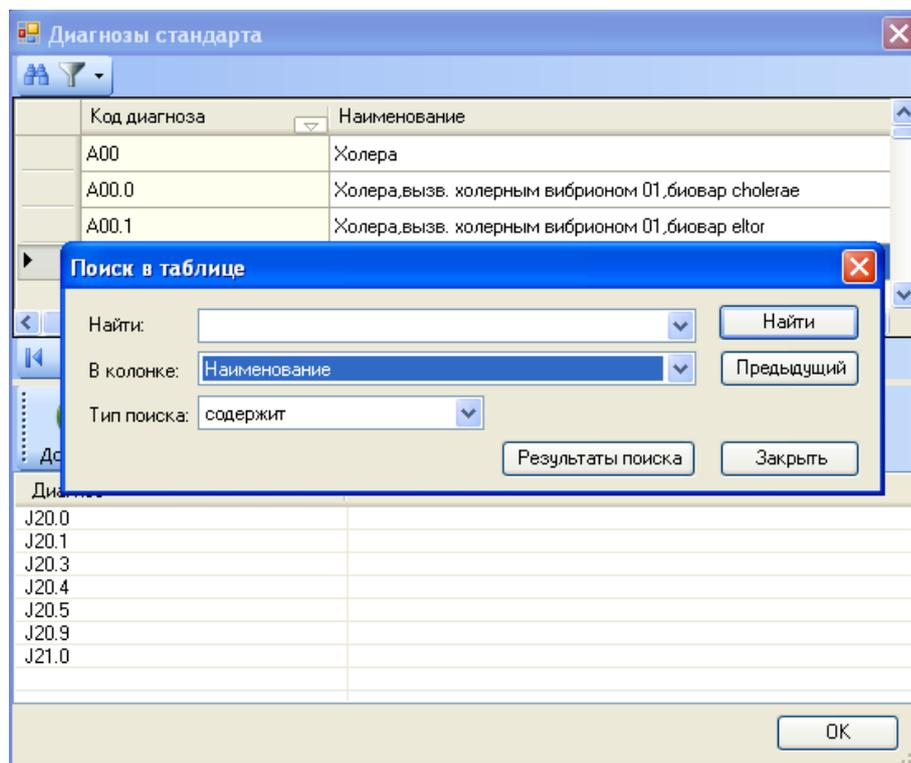 Диагнозы стандарта
Код диагноза Наименование
A00 Холера
A00.0 Холера,вызв. холерным вибрионом 01,биовар cholerae
A00.1 Холера,вызв. холерным вибрионом 01,биовар eltor
Поиск в таблице
Найти: Найти
В колонке: Наименование Предыдущий
Тип поиска: содержит
Результаты поиска Закрыть
J20.0
J20.1
J20.3
J20.4
J20.5
J20.9
J21.0
OK